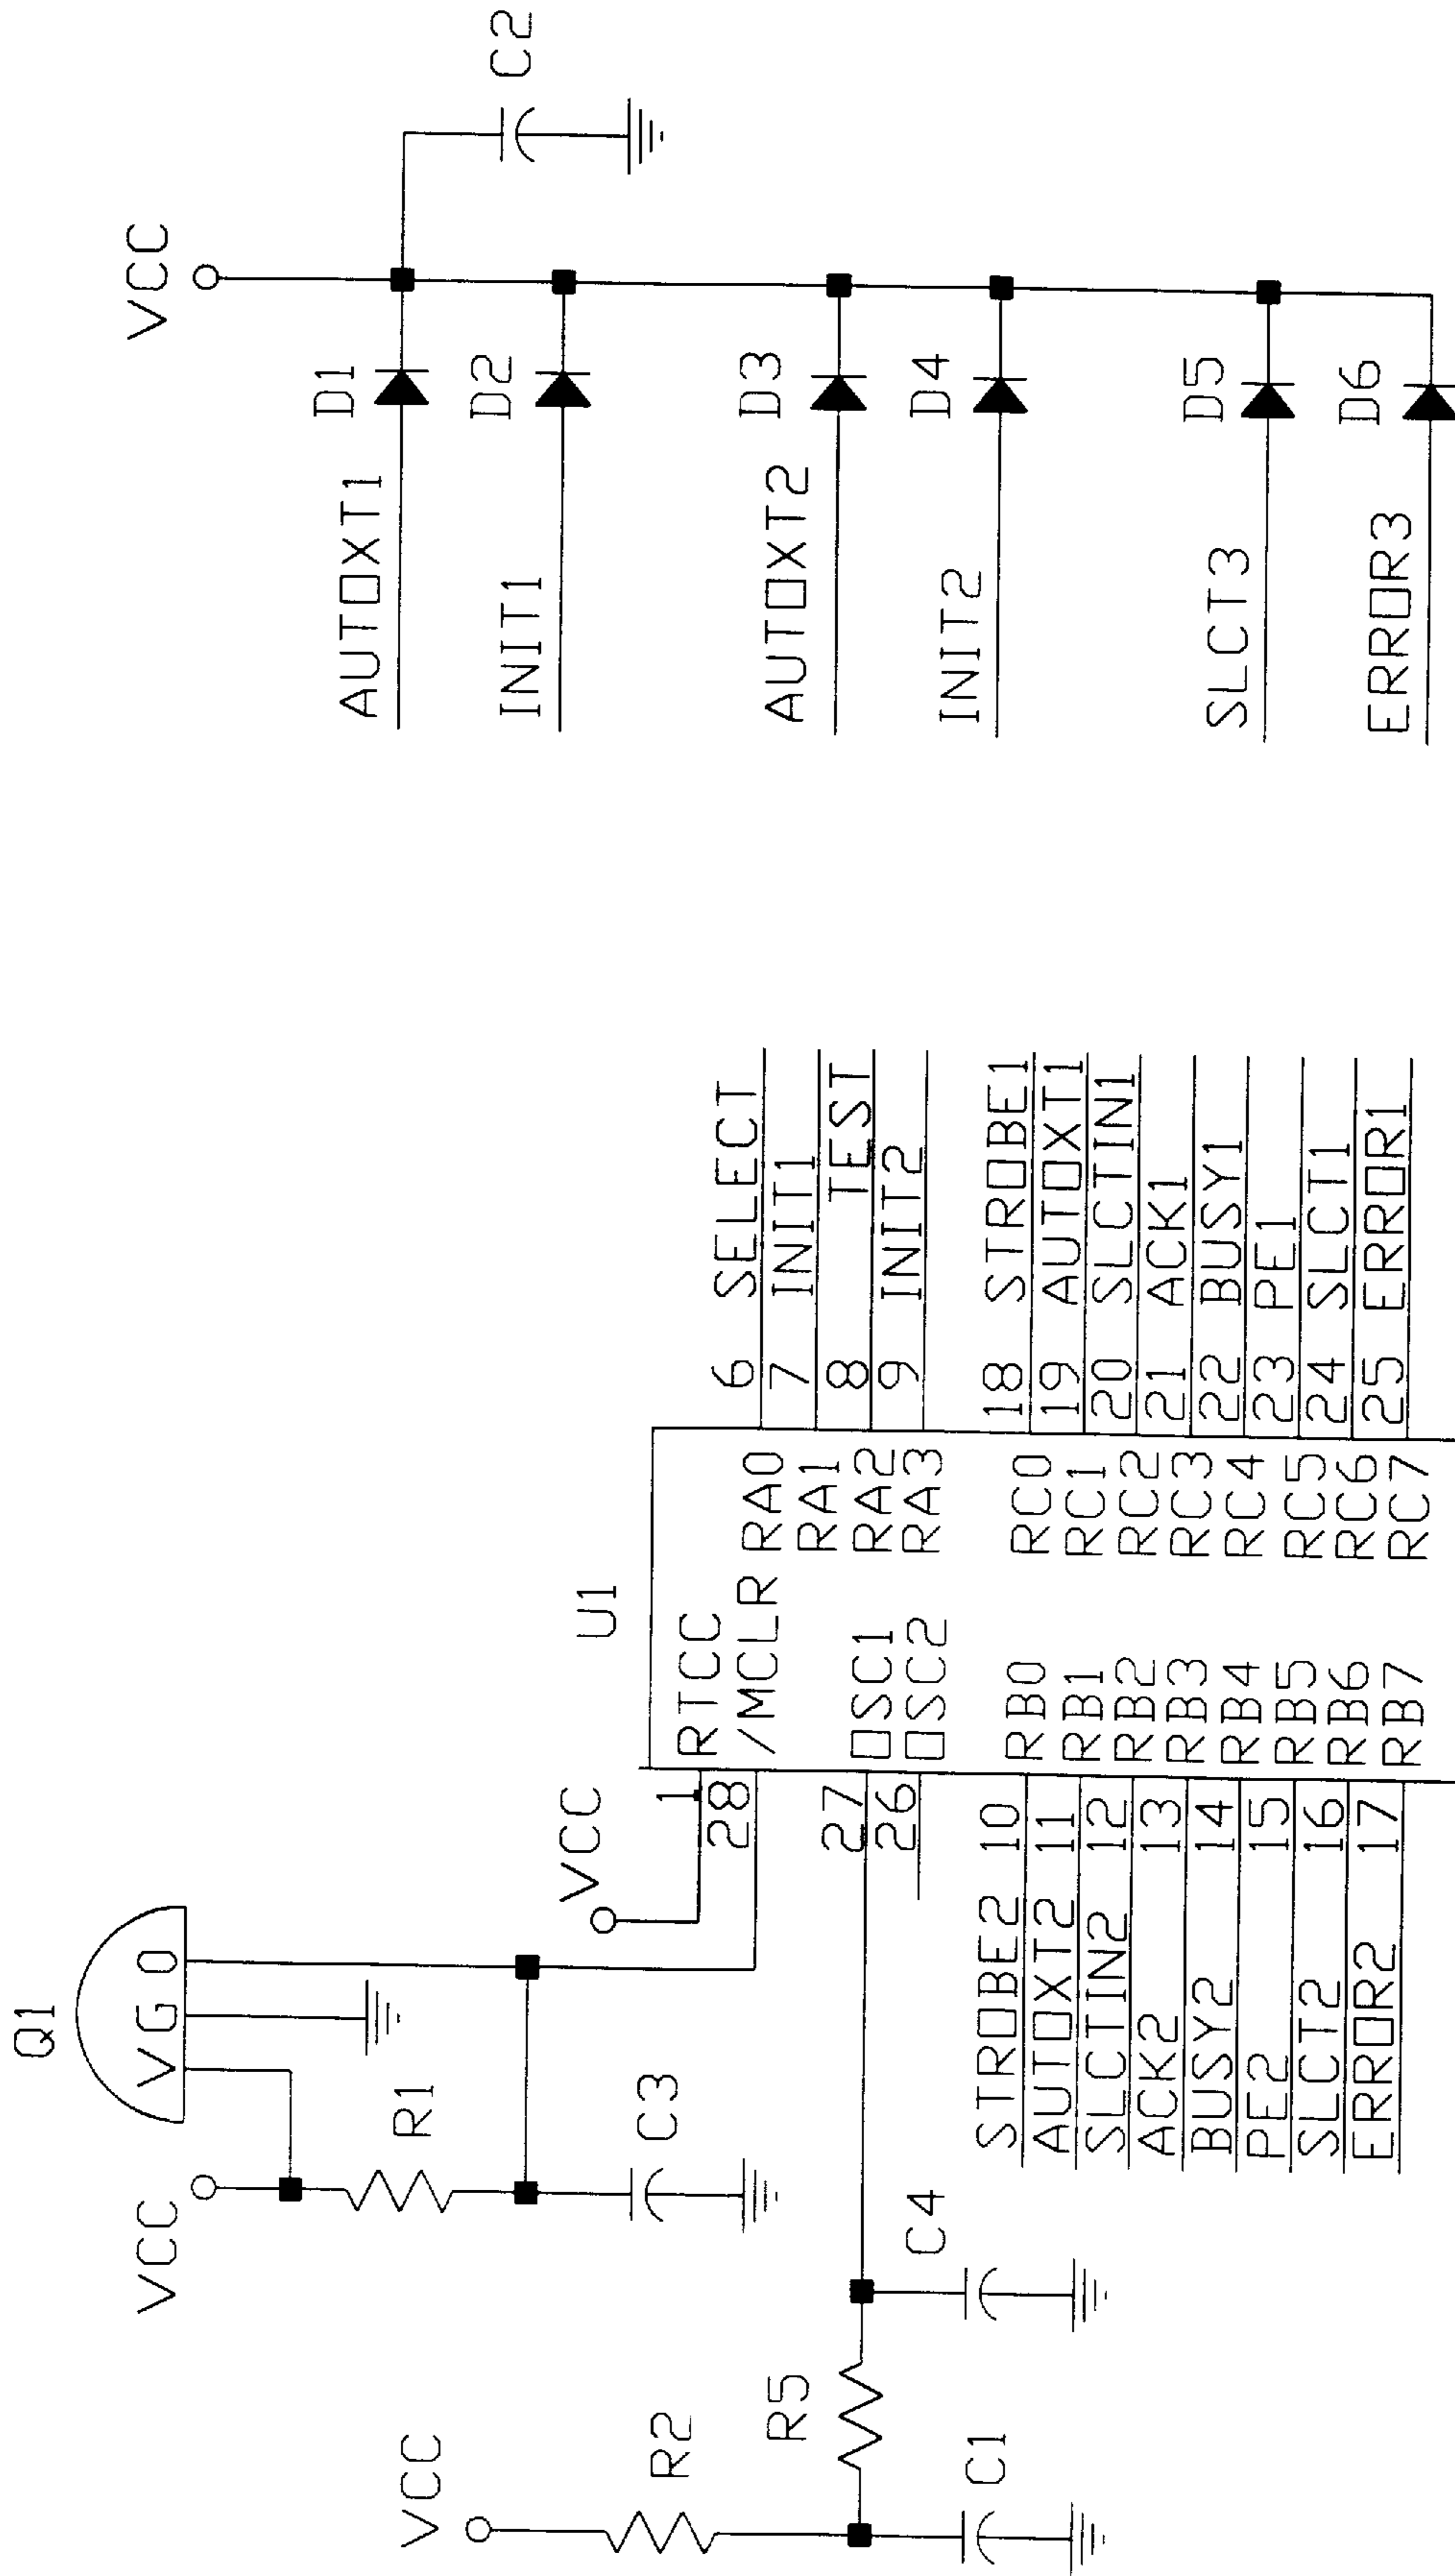 Q1
V G O
VCC
R1
C3
VCC
R2
R5
C1
C4
VCC
U1
1 RTCC
28 /MCLR
27 OSC1
26 OSC2
STROBE2 10 RB0
AUTOXT2 11 RB1
SLCTIN2 12 RB2
ACK2 13 RB3
BUSY2 14 RB4
PE2 15 RB5
SLCT2 16 RB6
ERROR2 17 RB7
RA0 6 SELECT
RA1 7 INIT1
RA2 8 TEST
RA3 9 INIT2
RC0 18 STROBE1
RC1 19 AUTOXT1
RC2 20 SLCTIN1
RC3 21 ACK1
RC4 22 BUSY1
RC5 23 PE1
RC6 24 SLCT1
RC7 25 ERROR1
VCC
C2
AUTOXT1 D1
INIT1 D2
AUTOXT2 D3
INIT2 D4
SLCT3 D5
ERROR3 D6